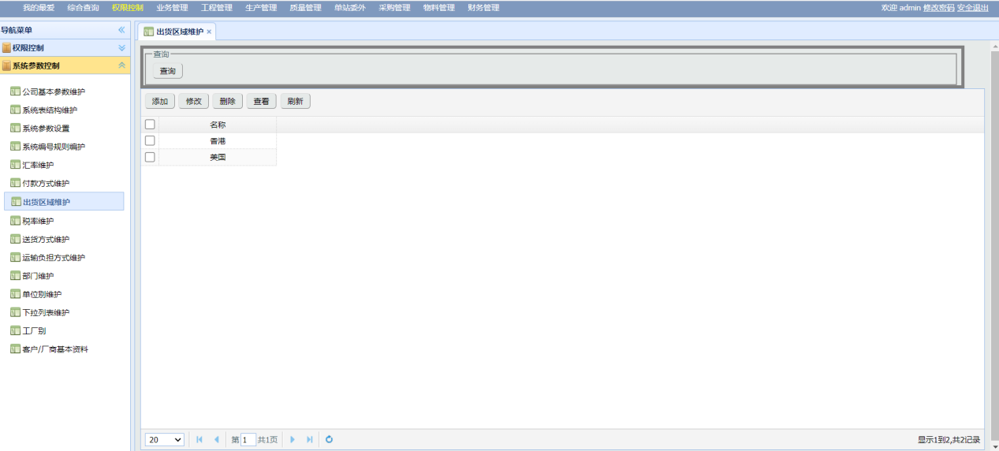 我的最爱 综合查询 权限控制 业务管理 工程管理 生产管理 质量管理 单站委外 采购管理 物料管理 财务管理 欢迎 admin 修改密码 安全退出
导航菜单
权限控制
系统参数控制
公司基本参数维护
系统表结构维护
系统参数设置
系统编号规则编护
汇率维护
付款方式维护
出货区域维护
税率维护
送货方式维护
运输负担方式维护
部门维护
单位别维护
下拉列表维护
工厂别
客户/厂商基本资料
出货区域维护 ×
查询
查询
添加 修改 删除 查看 刷新
名称
香港
美国
20 第 1 共1页 显示1到2,共2记录